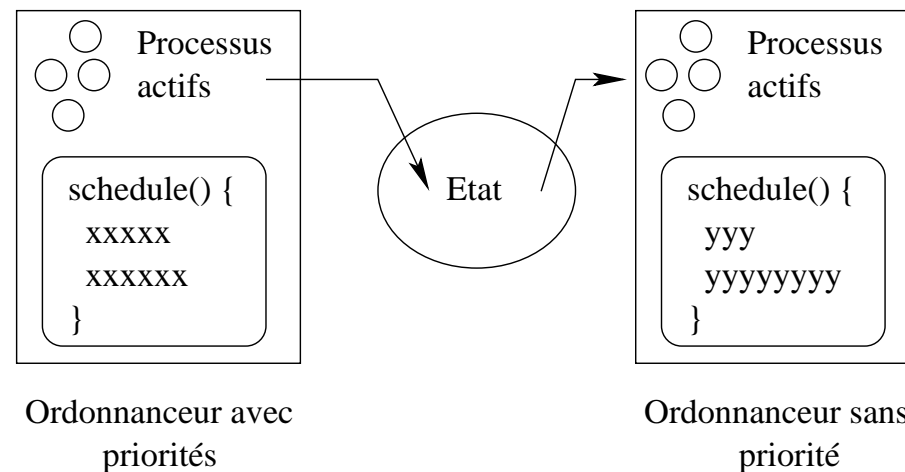 Processus
actifs
schedule() {
xxxxx
xxxxxx
}
Ordonnanceur avec
priorités
Etat
Processus
actifs
schedule() {
yyy
yyyyyyyy
}
Ordonnanceur sans
priorité